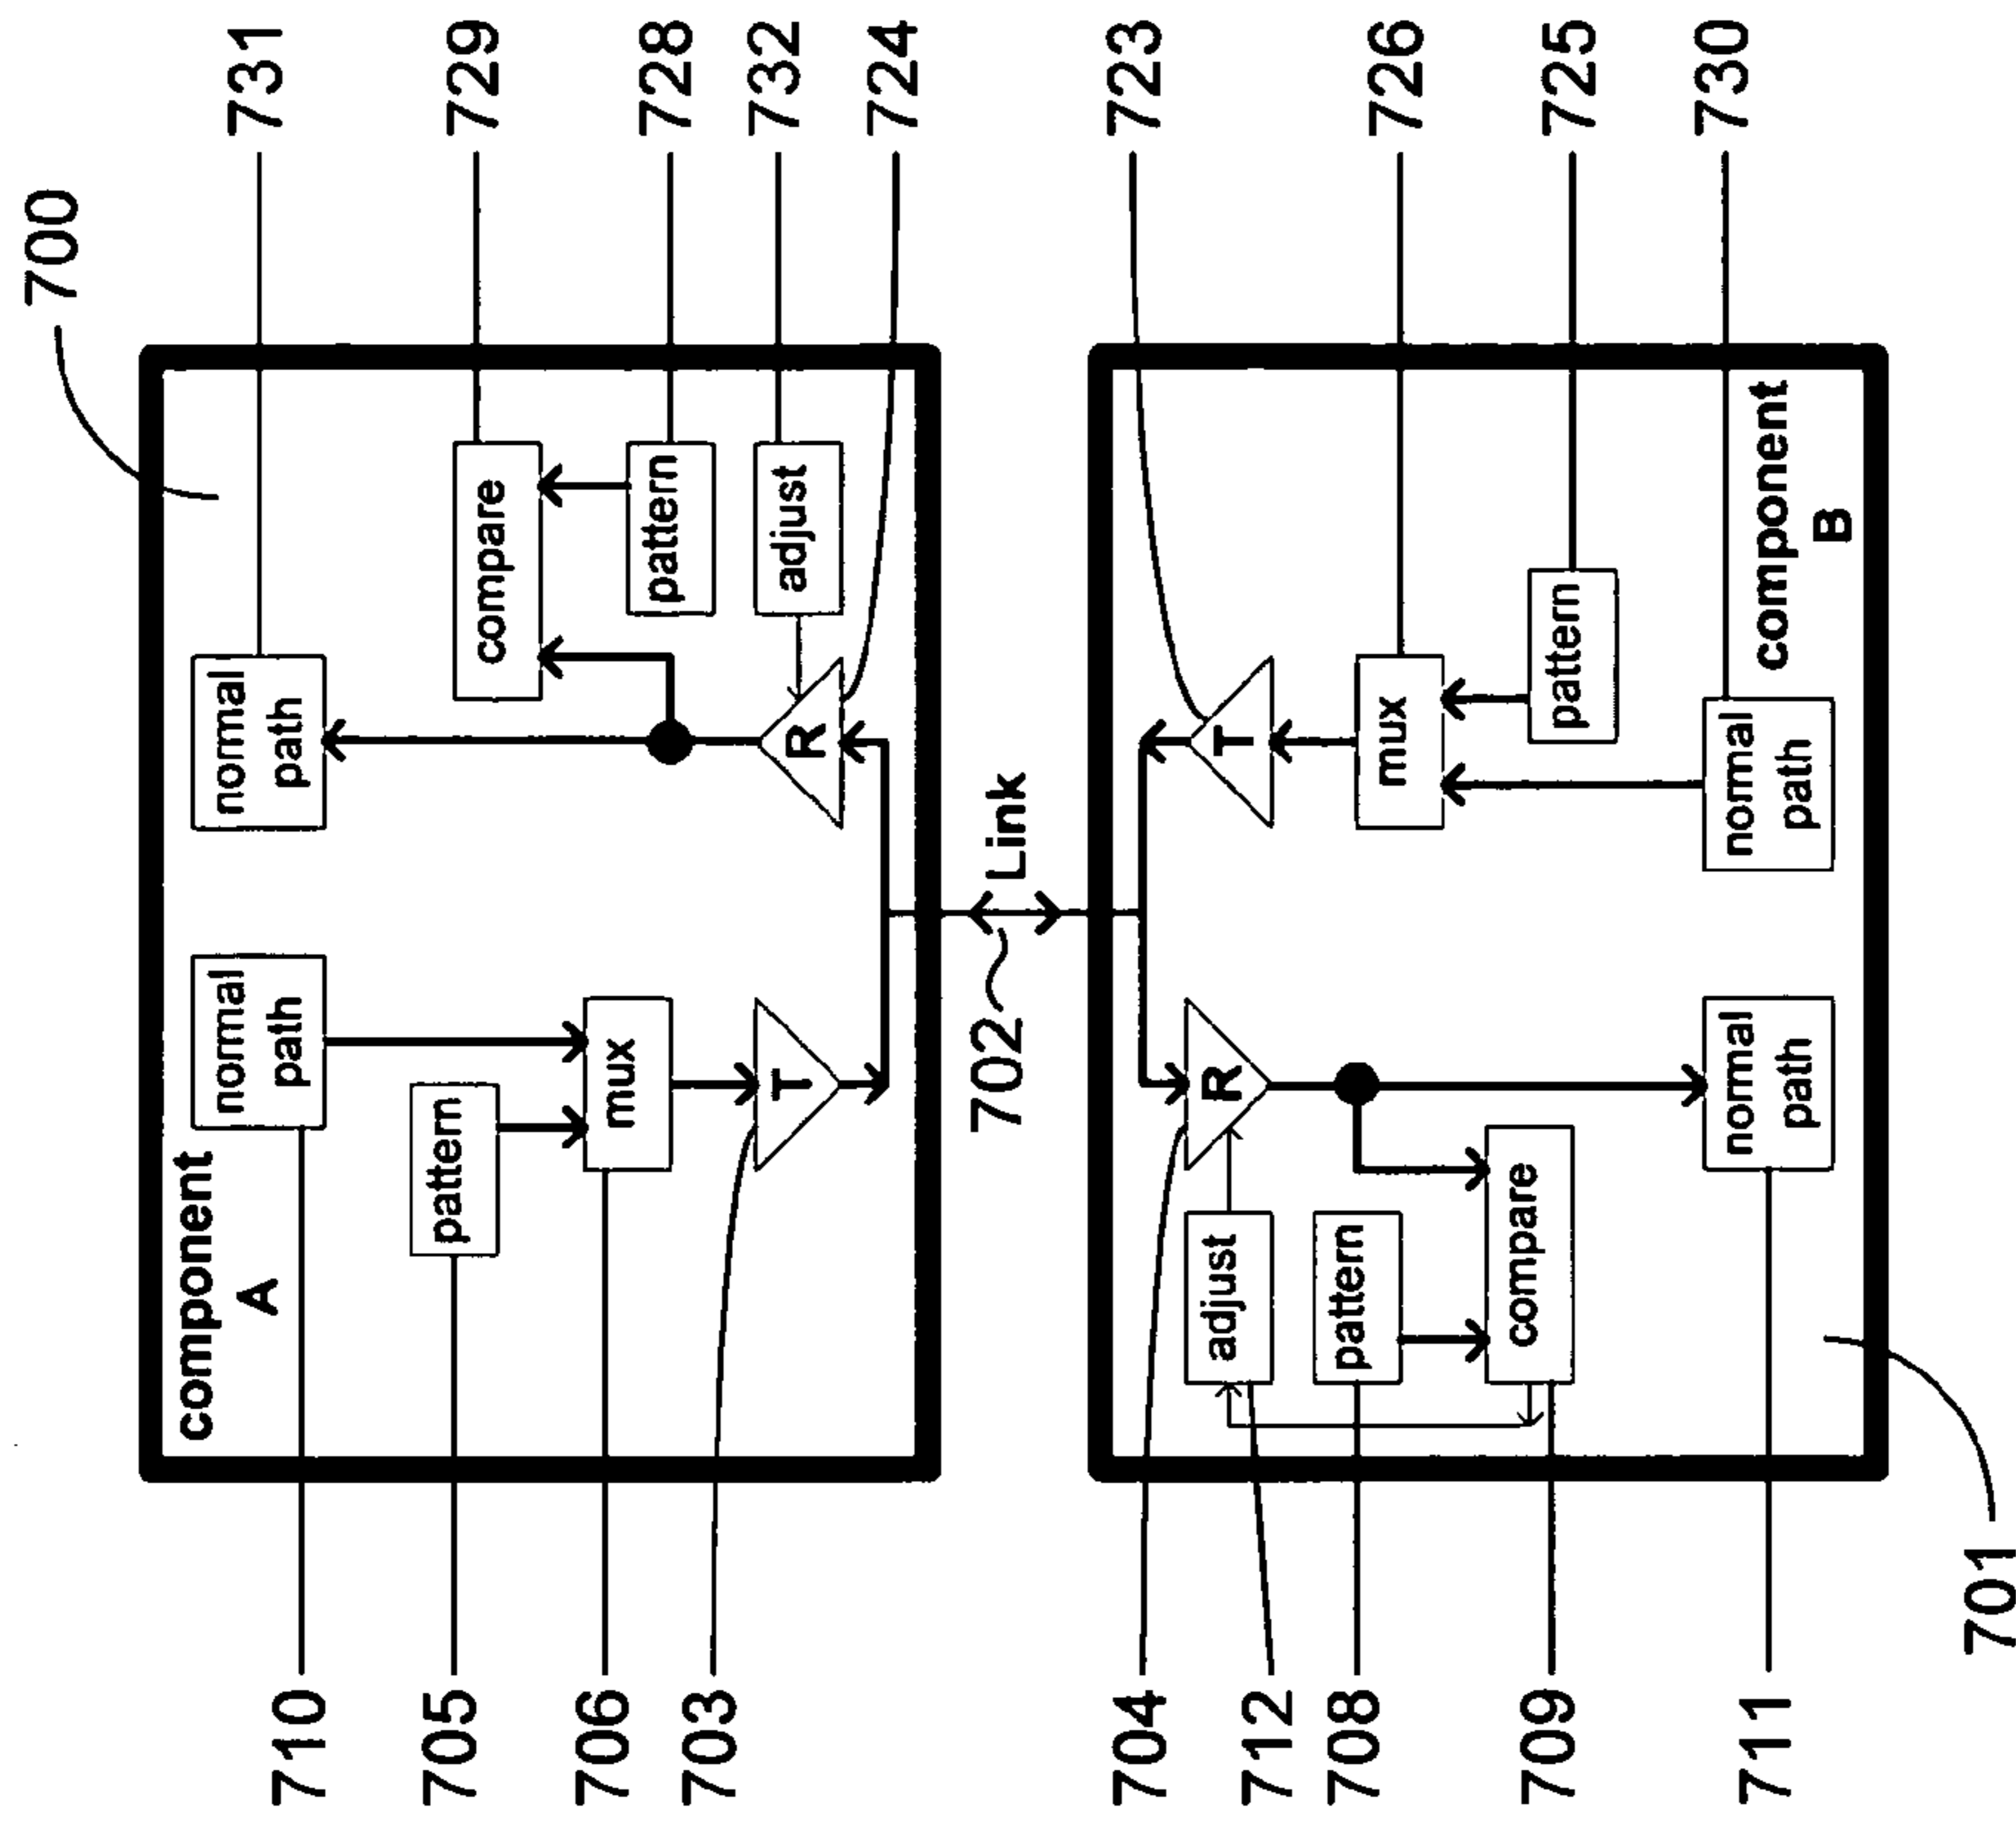 700
731
729
728
732
724
723
726
725
730
normal
path
compare
pattern
adjust
R
T
mux
pattern
normal
path
component
B
Link
702
component
A
normal
path
pattern
mux
T
R
adjust
pattern
compare
normal
path
710
705
706
703
704
712
708
709
711
701